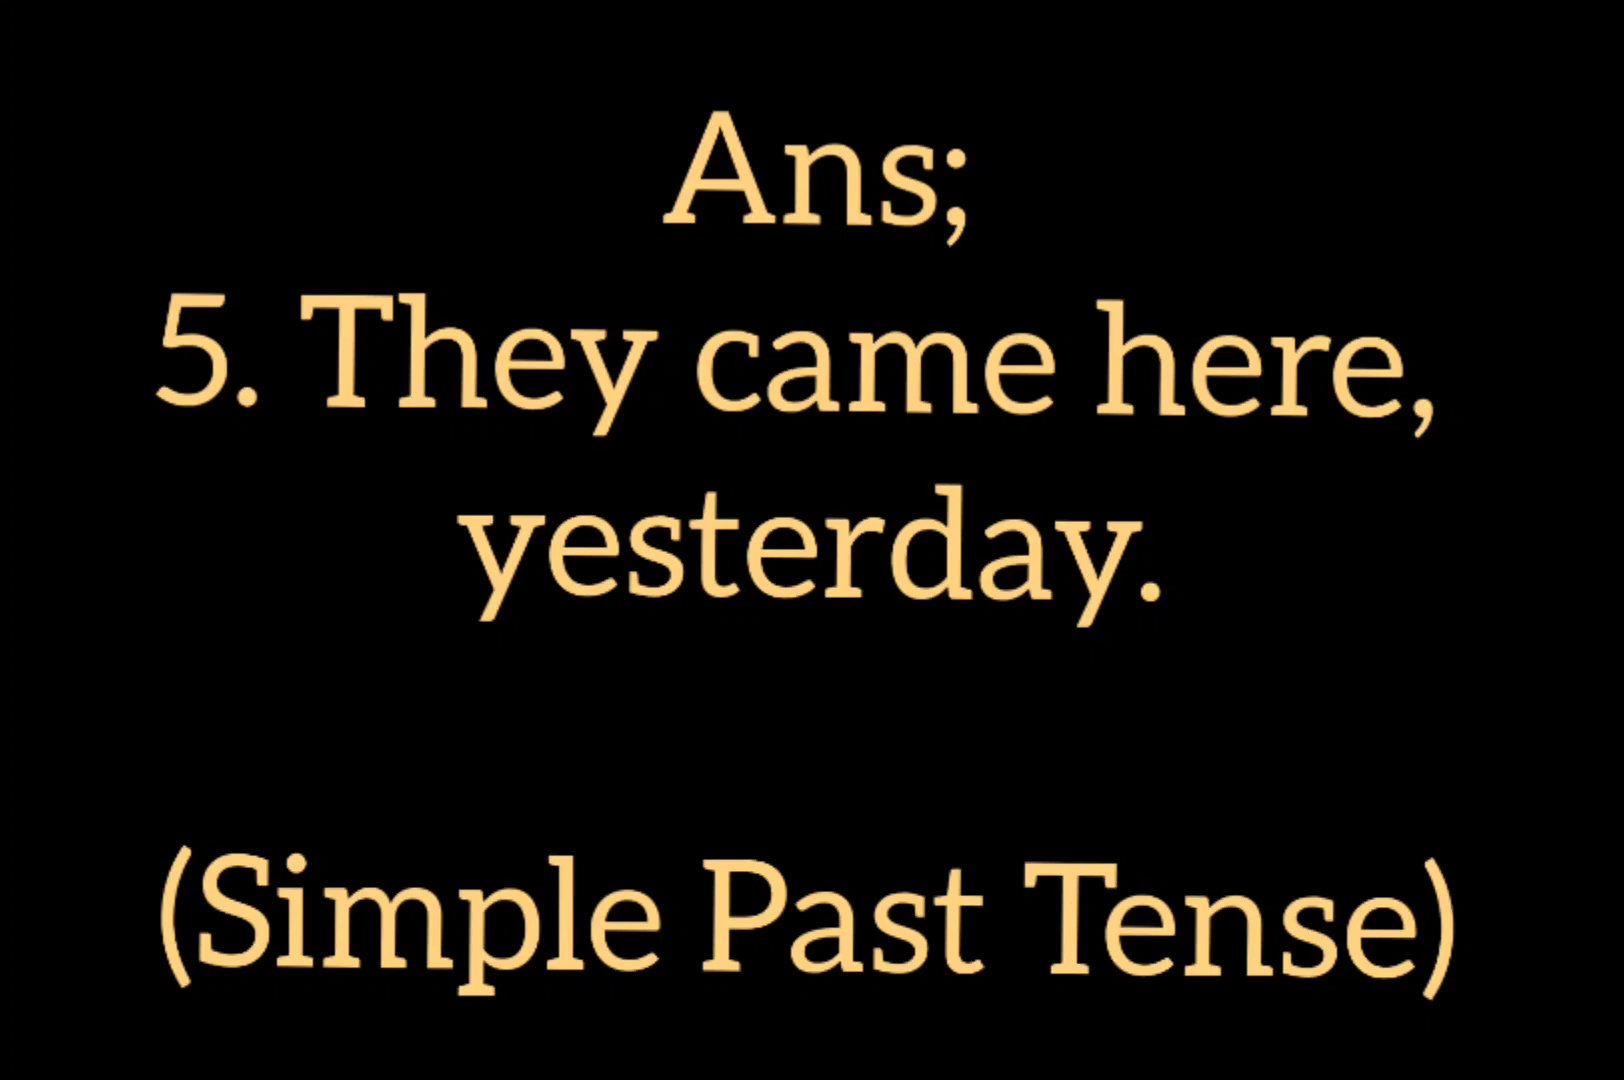 Ans;
5. They came here,
yesterday.
(Simple Past Tense)